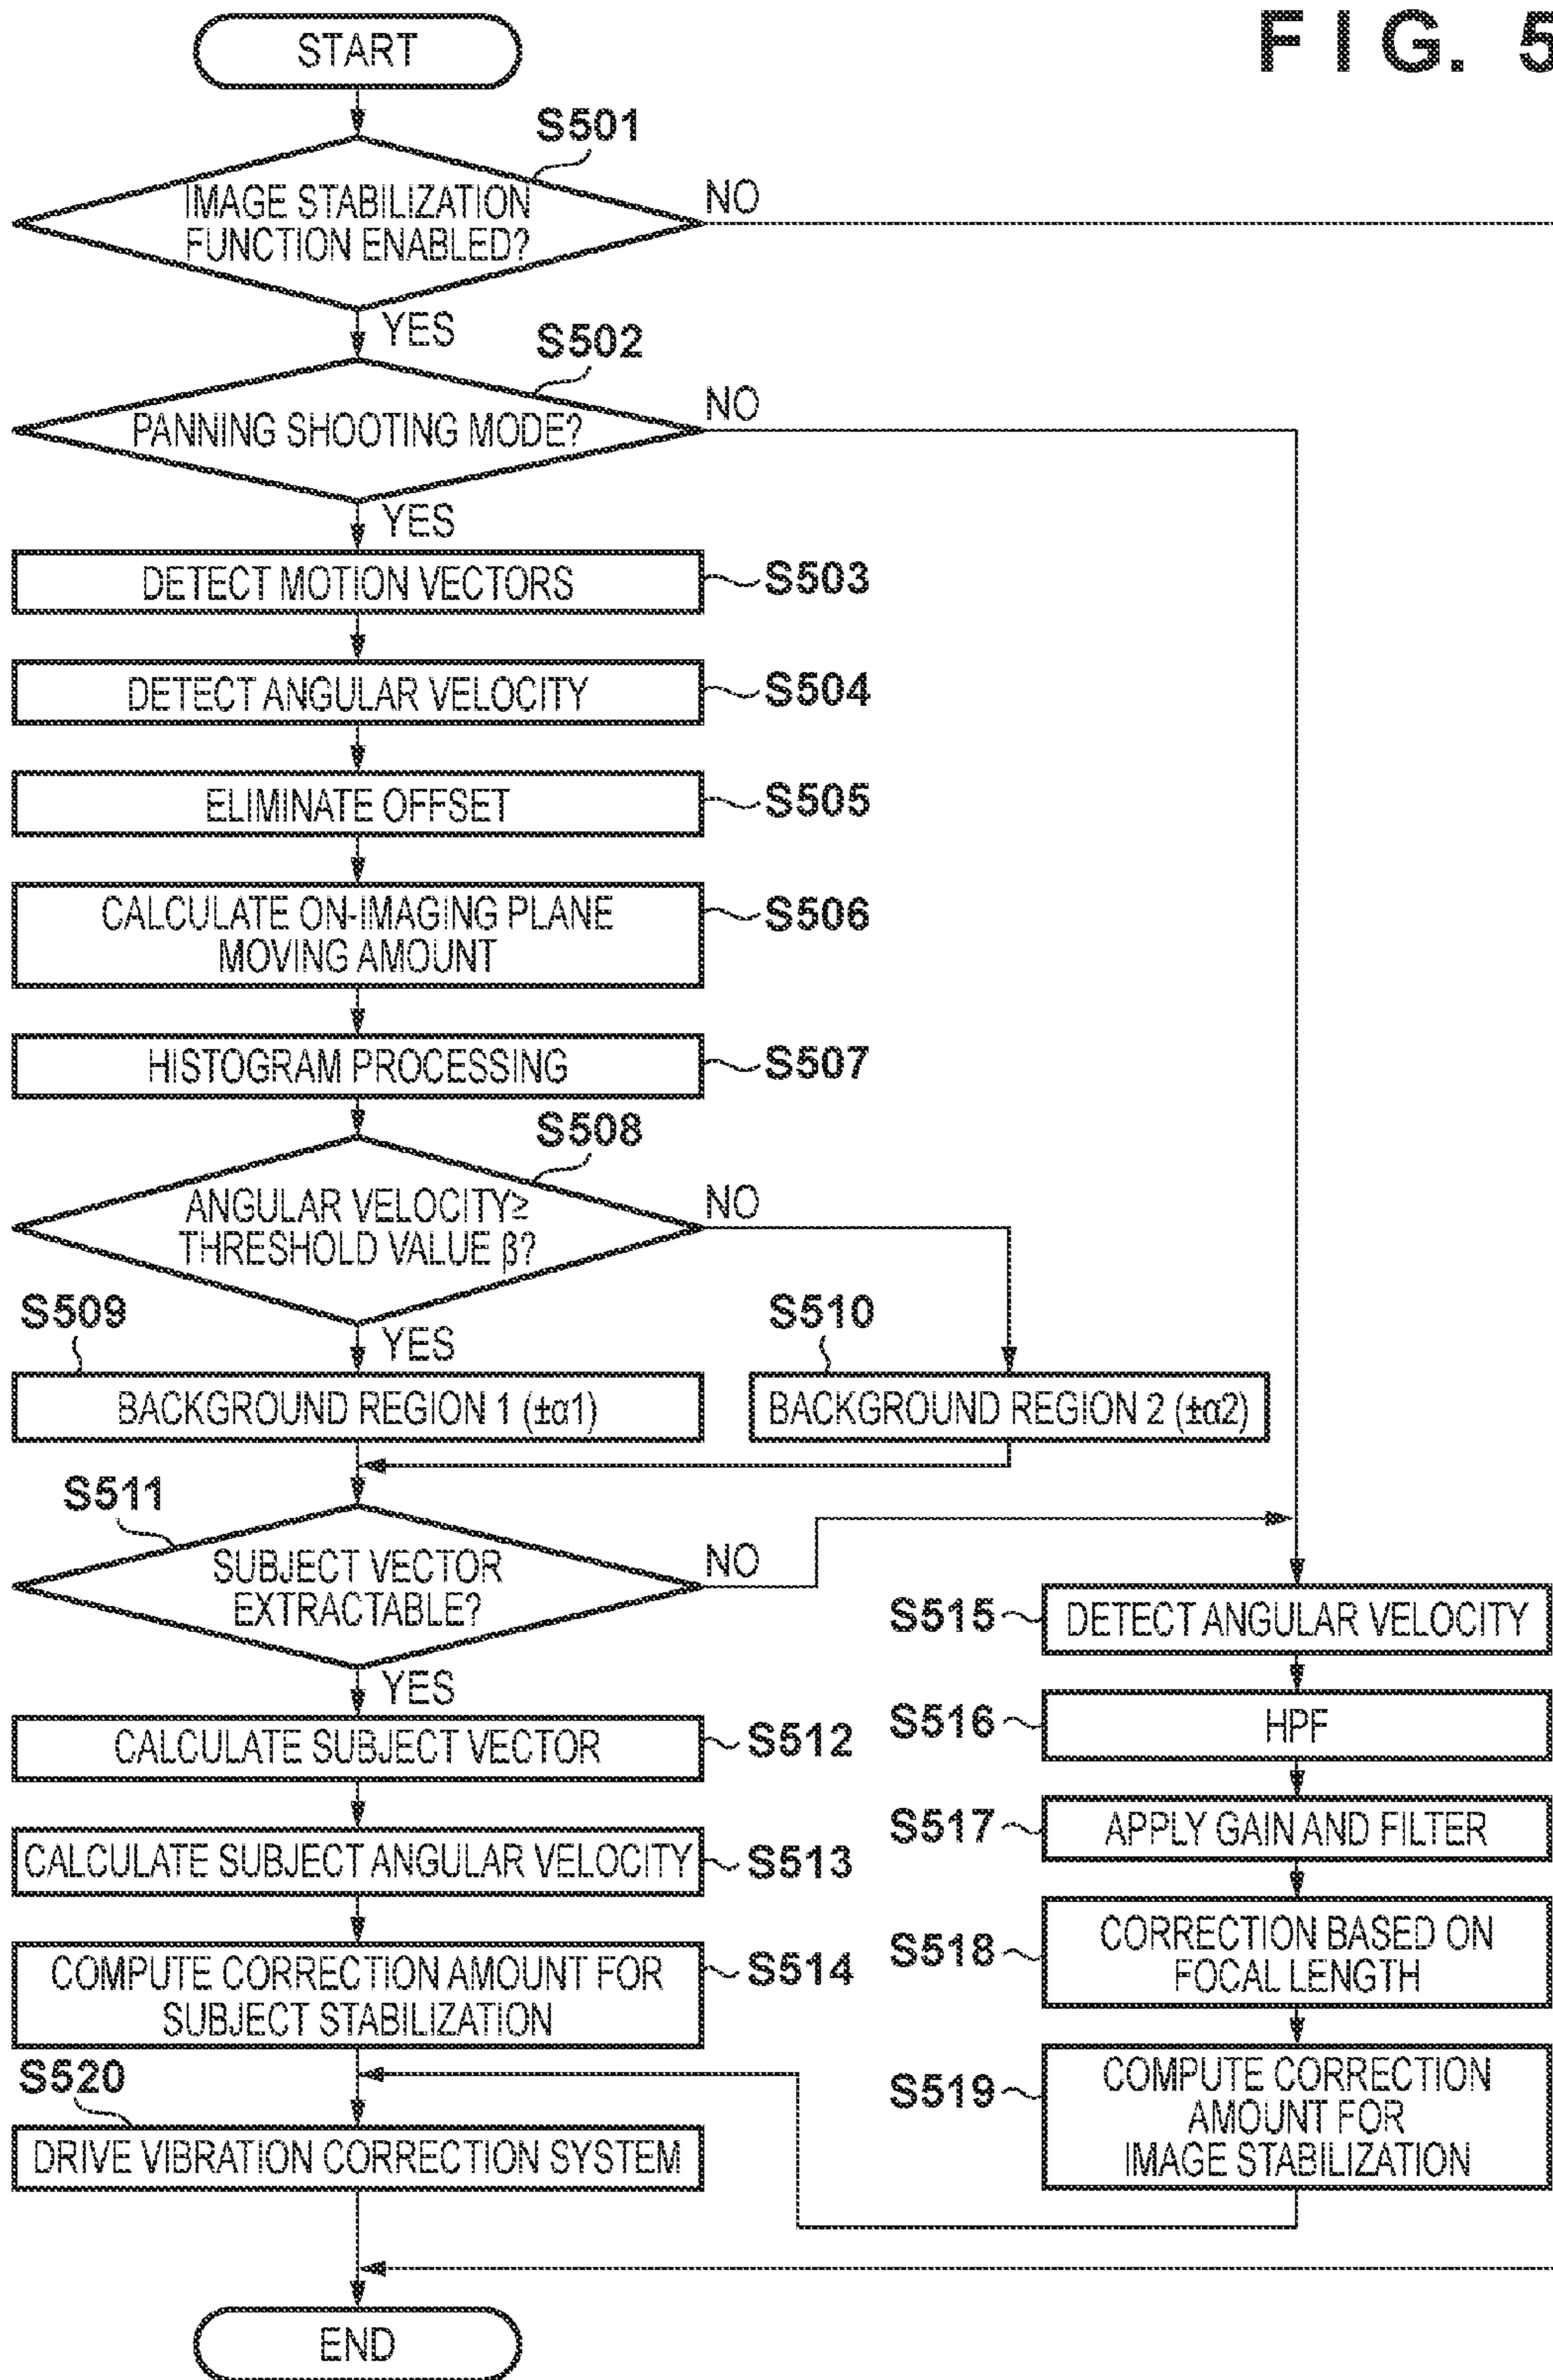 FIG. 5
START
S501
IMAGE STABILIZATION
FUNCTION ENABLED?
NO
YES
S502
PANNING SHOOTING MODE?
NO
YES
DETECT MOTION VECTORS
S503
DETECT ANGULAR VELOCITY
S504
ELIMINATE OFFSET
S505
CALCULATE ON-IMAGING PLANE
MOVING AMOUNT
S506
HISTOGRAM PROCESSING
S507
S508
ANGULAR VELOCITY≥
THRESHOLD VALUE β?
NO
YES
S509
BACKGROUND REGION 1 (±α1)
S510
BACKGROUND REGION 2 (±α2)
S511
SUBJECT VECTOR
EXTRACTABLE?
NO
YES
CALCULATE SUBJECT VECTOR
S512
CALCULATE SUBJECT ANGULAR VELOCITY
S513
COMPUTE CORRECTION AMOUNT FOR
SUBJECT STABILIZATION
S514
S515
DETECT ANGULAR VELOCITY
S516
HPF
S517
APPLY GAIN AND FILTER
S518
CORRECTION BASED ON
FOCAL LENGTH
S519
COMPUTE CORRECTION
AMOUNT FOR
IMAGE STABILIZATION
S520
DRIVE VIBRATION CORRECTION SYSTEM
END